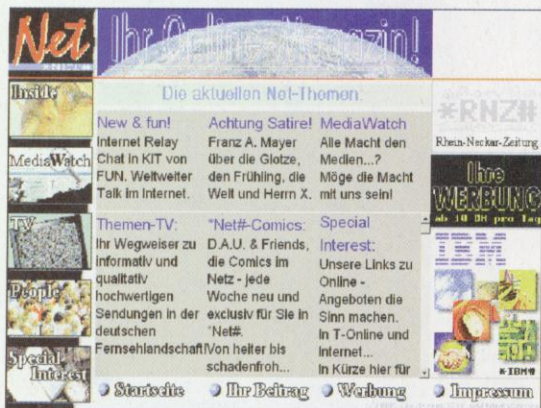 Net
Ihr Online-Magazin!
Die aktuellen Net-Themen:
Inside
MediaWatch
TV
People
Special
Interest
New & fun!
Internet Relay
Chat in KIT von
FUN. Weltweiter
Talk im Internet.
Achtung Satire!
Franz A. Mayer
über die Glotze,
den Frühling, die
Welt und Herrn X.
MediaWatch
Alle Macht den
Medien...?
Möge die Macht
mit uns sein!
Themen-TV:
Ihr Wegweiser zu
informativ und
qualitativ
hochwertigen
Sendungen in der
deutschen
Fernsehlandschaft!
"Net#-Comics:
D.A.U. & Friends,
die Comics im
Netz - jede
Woche neu und
exclusiv für Sie in
"Net#.
Von heiter bis
schadenfroh...
Special
Interest:
Unsere Links zu
Online -
Angeboten die
Sinn machen.
In T-Online und
Internet...
In Kürze hier für
*RNZ#
Rhein-Neckar-Zeitung
Ihre
WERBUNG
ab 10 DM pro Tag
IBM
*IBM#
Startseite
Ihr Beitrag
Werbung
Impressum